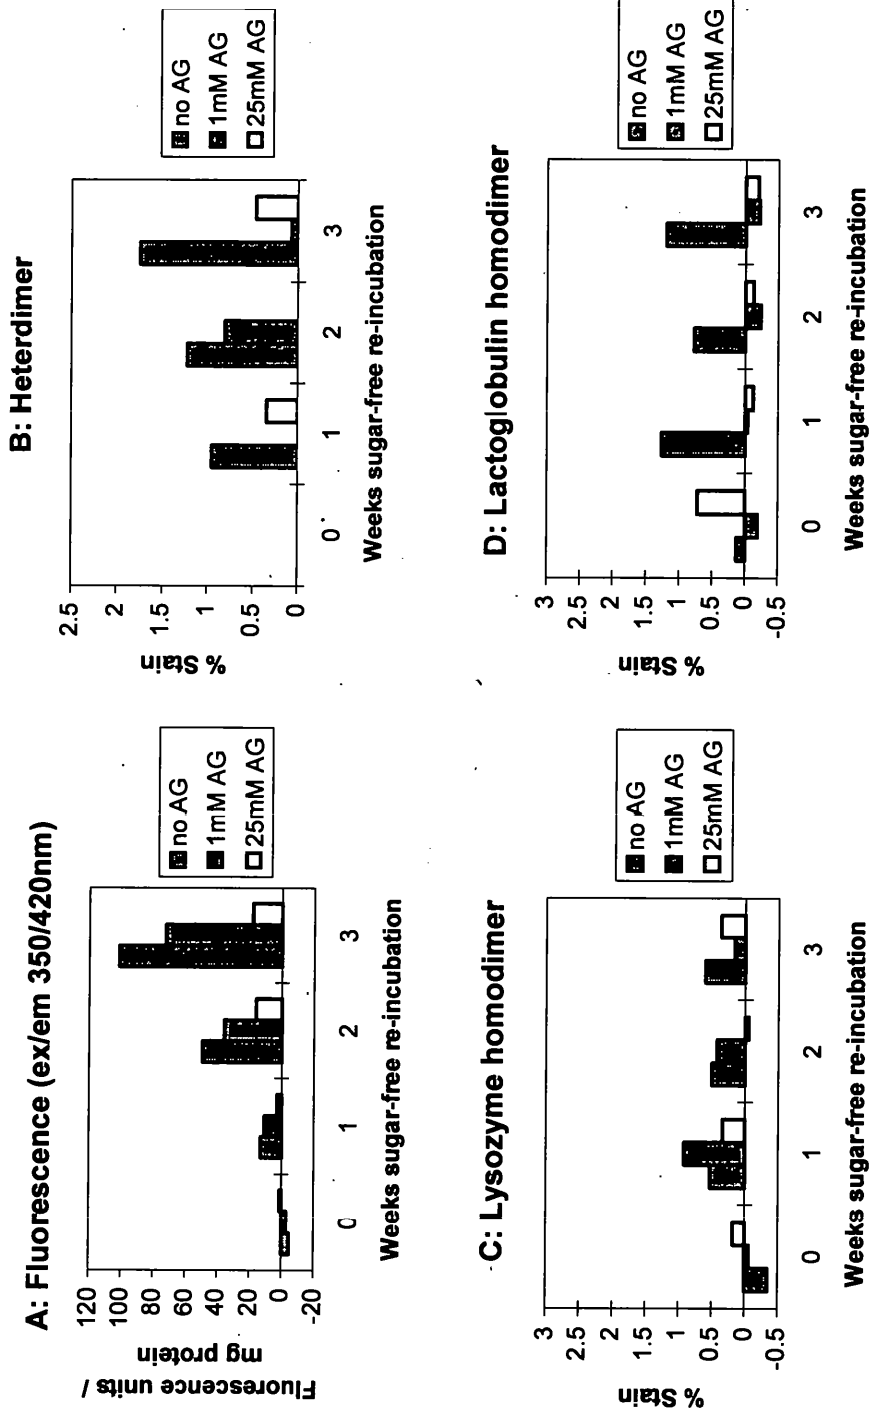 A: Fluorescence (ex/em 350/420nm)
Fluorescence units /
mg protein
120
100
80
60
40
20
0
-20
0
1
2
3
Weeks sugar-free re-incubation
no AG
1mM AG
25mM AG
B: Heterdimer
% Stain
2.5
2
1.5
1
0.5
0
0
1
2
3
Weeks sugar-free re-incubation
no AG
1mM AG
25mM AG
C: Lysozyme homodimer
% Stain
3
2.5
2
1.5
1
0.5
0
-0.5
0
1
2
3
Weeks sugar-free re-incubation
no AG
1mM AG
25mM AG
D: Lactoglobulin homodimer
% Stain
3
2.5
2
1.5
1
0.5
0
-0.5
0
1
2
3
Weeks sugar-free re-incubation
no AG
1mM AG
25mM AG